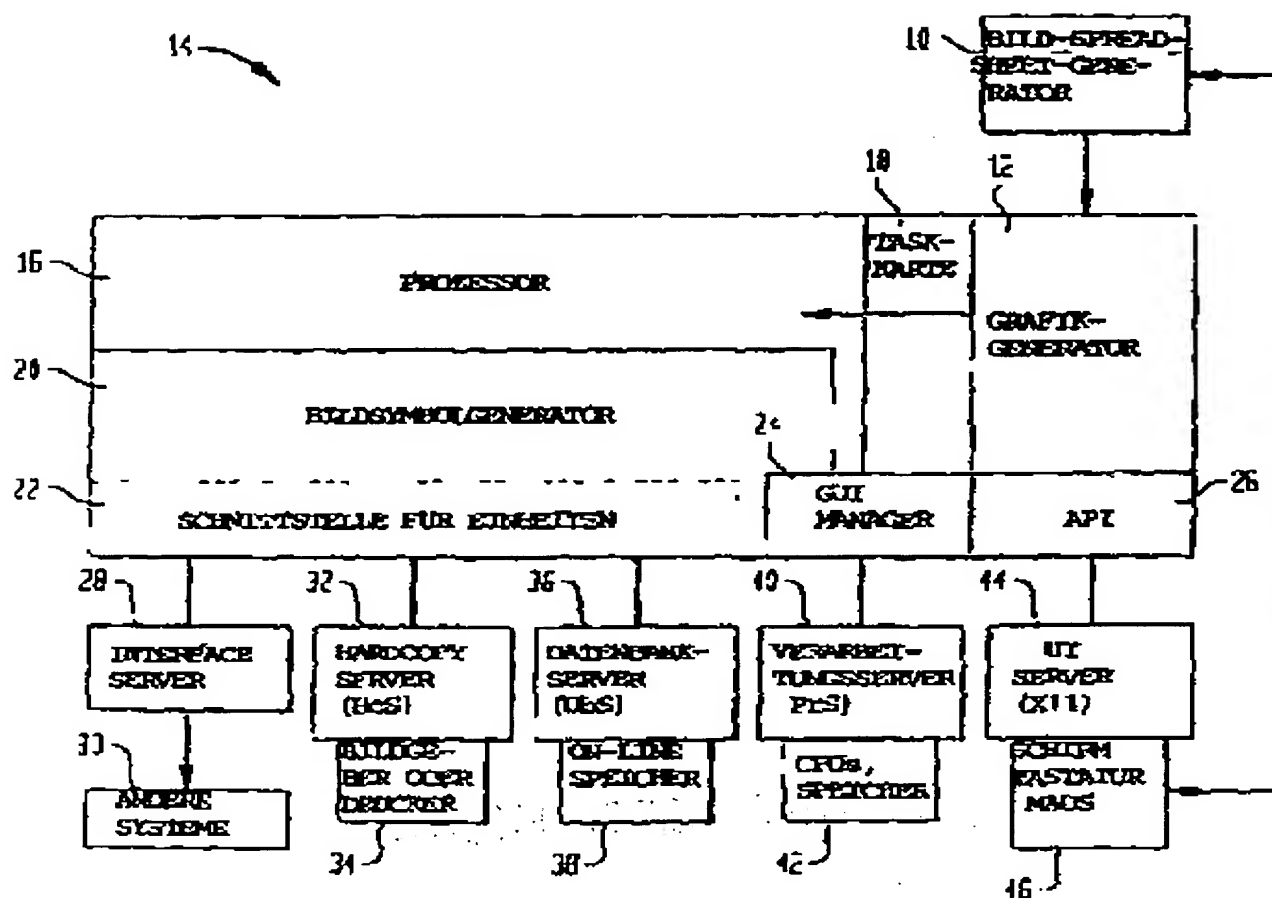 14
10
BILD-SPREAD-
SHEET-GENE-
RATOR
18
12
16
PROZESSOR
TASK-
KARTE
GRAFIK-
GENERATOR
20
BILDSYMBOLGENERATOR
24
22
SCHNITTSTELLE FÜR EINHEITEN
GUI
MANAGER
API
26
28
32
36
40
44
INTERFACE
SERVER
HARDCOPY
SERVER
(HcS)
DATENBANK-
SERVER
(DbS)
VERARBEI-
TUNGSSERVER
PrS)
UI
SERVER
(X11)
30
ANDERE
SYSTEME
BILDGE-
BER ODER
DRUCKER
ON-LINE
SPEICHER
CPUs,
SPEICHER
SCHIRM
TASTATUR
MAUS
34
38
42
46